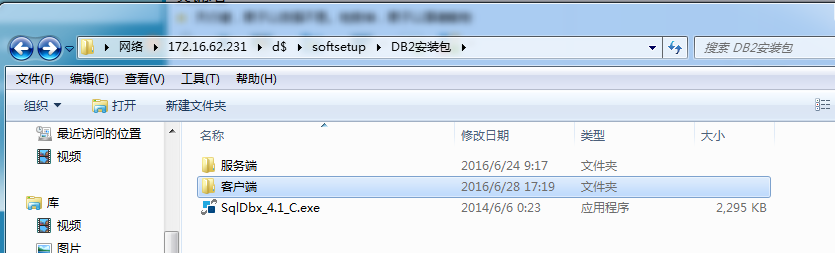 网络 ▸ 172.16.62.231 ▸ d$ ▸ softsetup ▸ DB2安装包 ▸
搜索 DB2安装包
文件(F) 编辑(E) 查看(V) 工具(T) 帮助(H)
组织 打开 新建文件夹
最近访问的位置
视频
库
视频
图片
名称 修改日期 类型 大小
服务端 2016/6/24 9:17 文件夹
客户端 2016/6/28 17:19 文件夹
SqlDbx_4.1_C.exe 2014/6/6 0:23 应用程序 2,295 KB